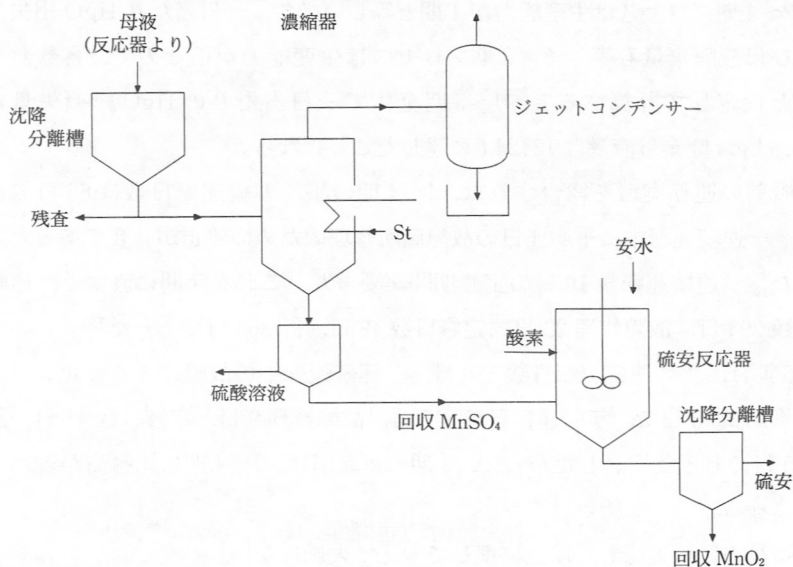 母液
(反応器より)
濃縮器
沈降
分離槽
ジェットコンデンサー
残査
St
安水
酸素
硫安反応器
硫酸溶液
回収 MnSO₄
沈降分離槽
硫安
回収 MnO₂